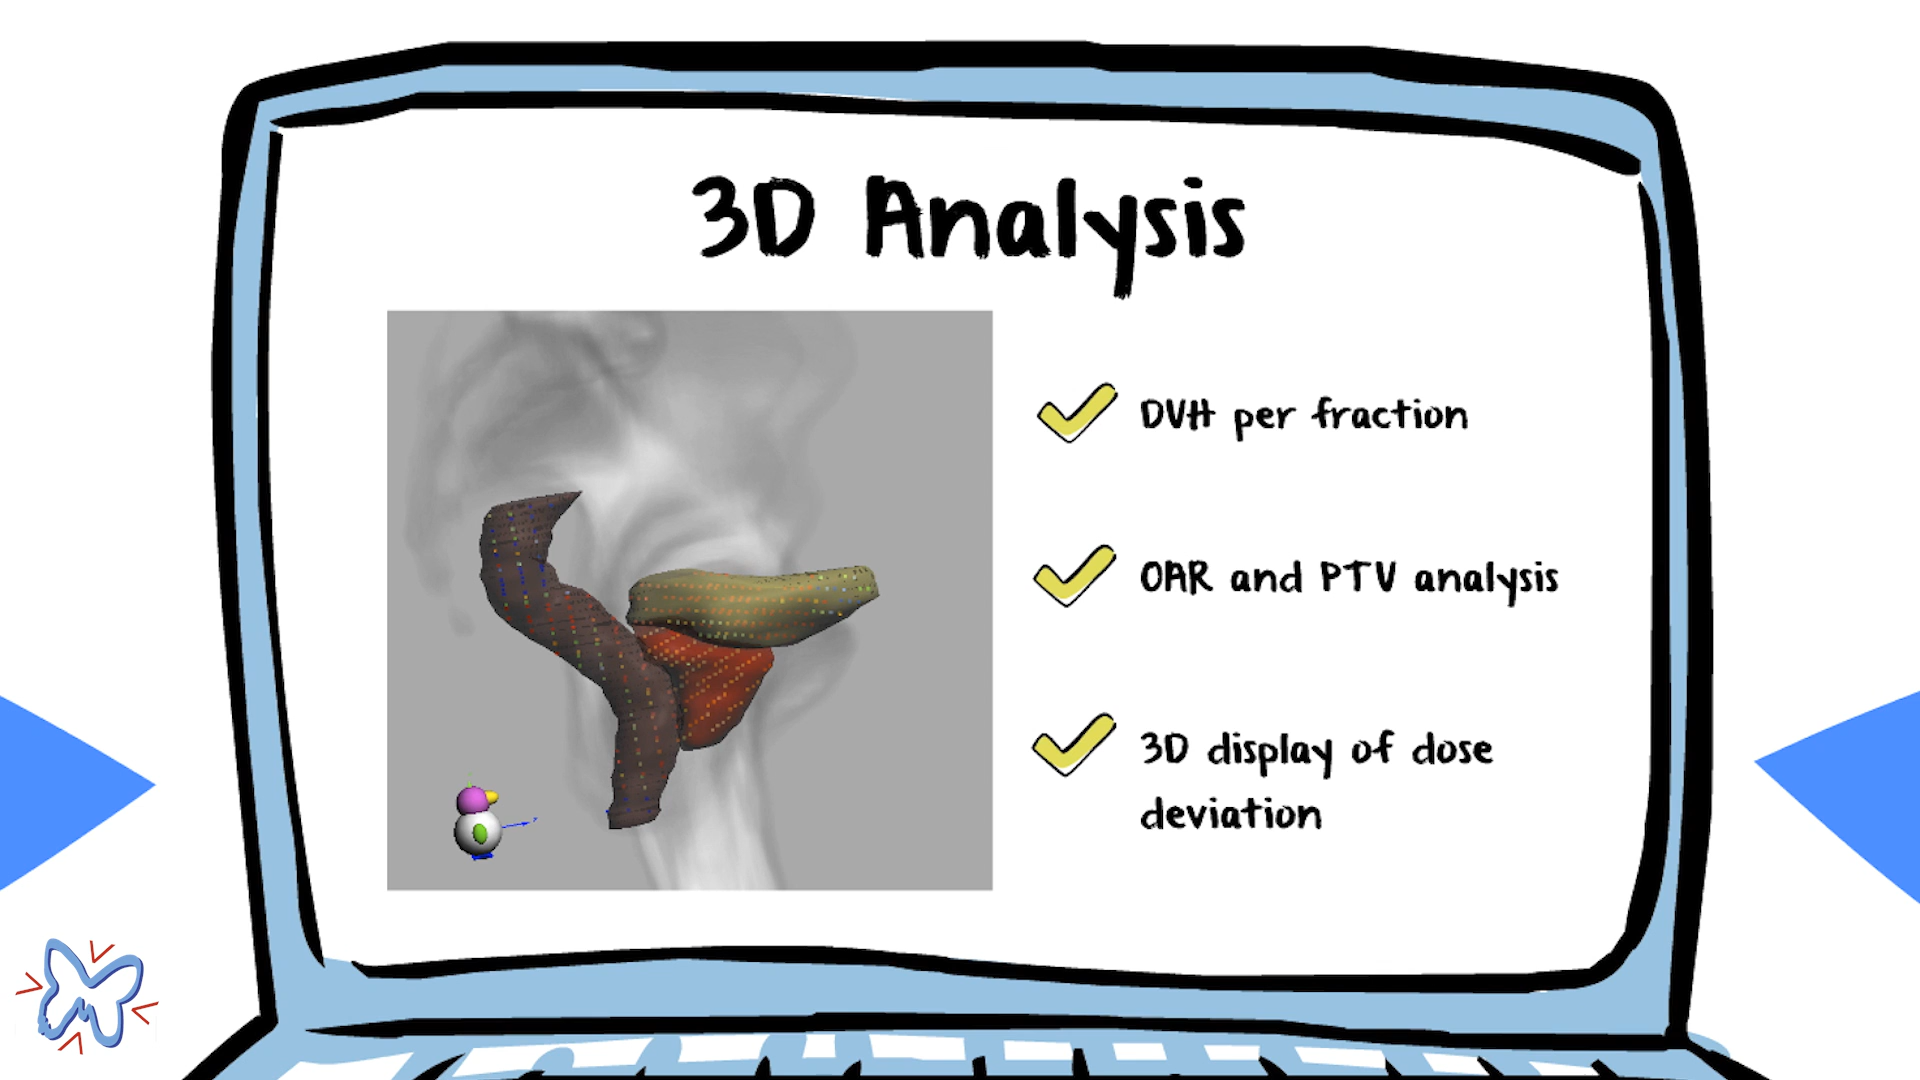 3D Analysis
DVH per fraction
OAR and PTV analysis
3D display of dose
deviation